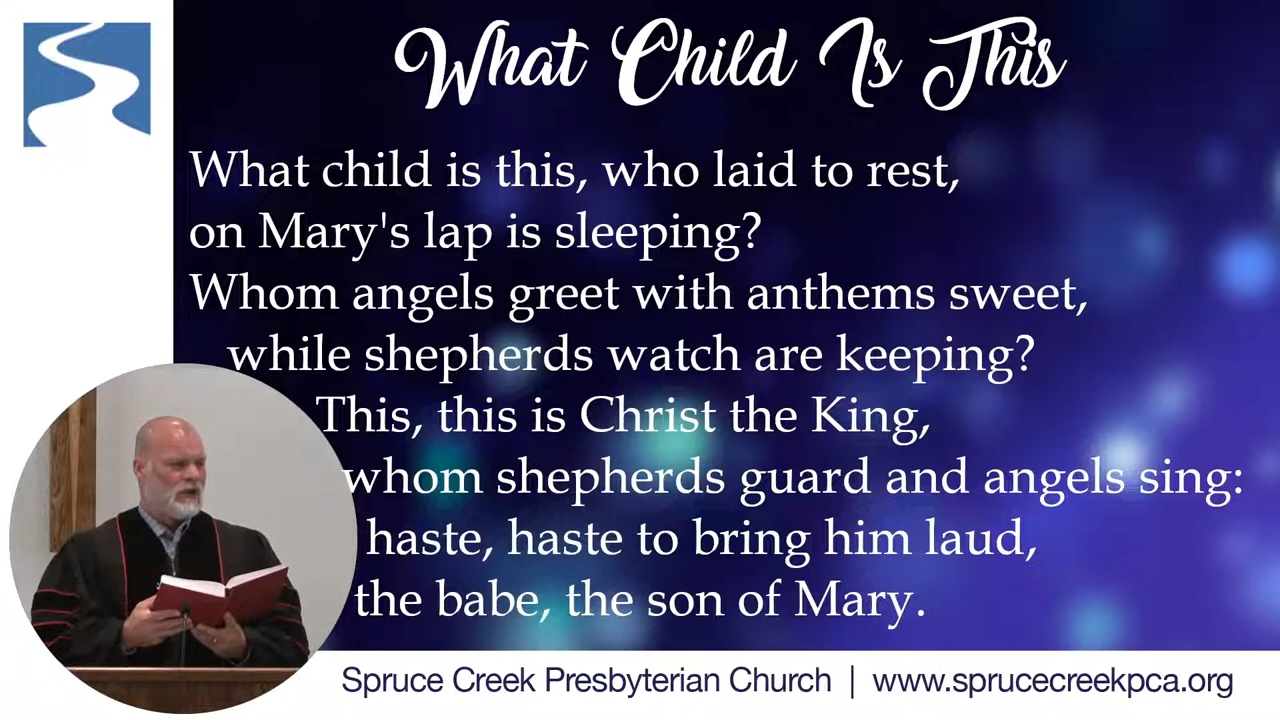 What Child Is This
What child is this, who laid to rest,
on Mary's lap is sleeping?
Whom angels greet with anthems sweet,
while shepherds watch are keeping?
This, this is Christ the King,
whom shepherds guard and angels sing:
haste, haste to bring him laud,
the babe, the son of Mary.
Spruce Creek Presbyterian Church | www.sprucecreekpca.org